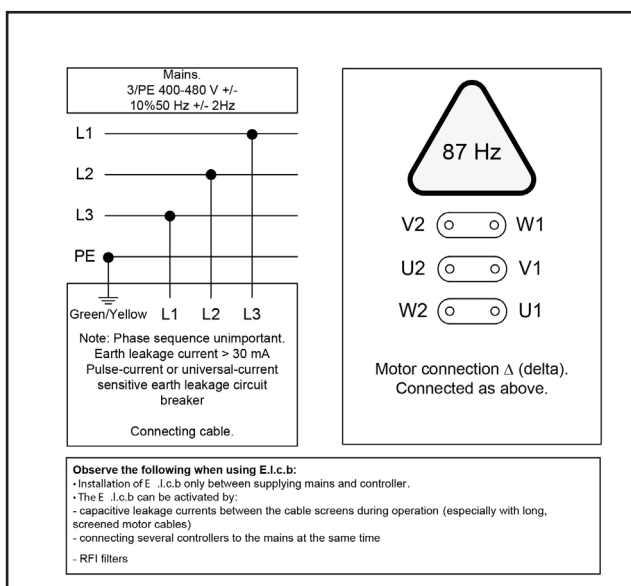 Mains.
3/PE 400-480 V +/-
10%50 Hz +/- 2Hz
L1
L2
L3
PE
Green/Yellow L1 L2 L3
Note: Phase sequence unimportant.
Earth leakage current > 30 mA
Pulse-current or universal-current
sensitive earth leakage circuit
breaker
Connecting cable.
87 Hz
V2 W1
U2 V1
W2 U1
Motor connection Δ (delta).
Connected as above.
Observe the following when using E.l.c.b:
• Installation of E .l.c.b only between supplying mains and controller.
• The E .l.c.b can be activated by:
- capacitive leakage currents between the cable screens during operation (especially with long,
screened motor cables)
- connecting several controllers to the mains at the same time
- RFI filters